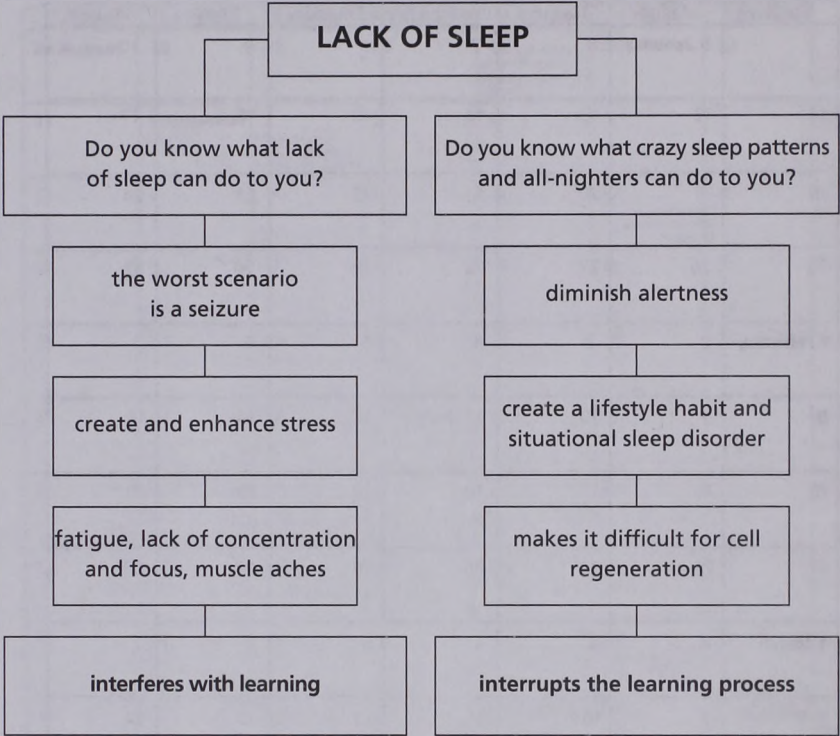 LACK OF SLEEP
Do you know what lack
of sleep can do to you?
the worst scenario
is a seizure
create and enhance stress
fatigue, lack of concentration
and focus, muscle aches
interferes with learning
Do you know what crazy sleep patterns
and all-nighters can do to you?
diminish alertness
create a lifestyle habit and
situational sleep disorder
makes it difficult for cell
regeneration
interrupts the learning process